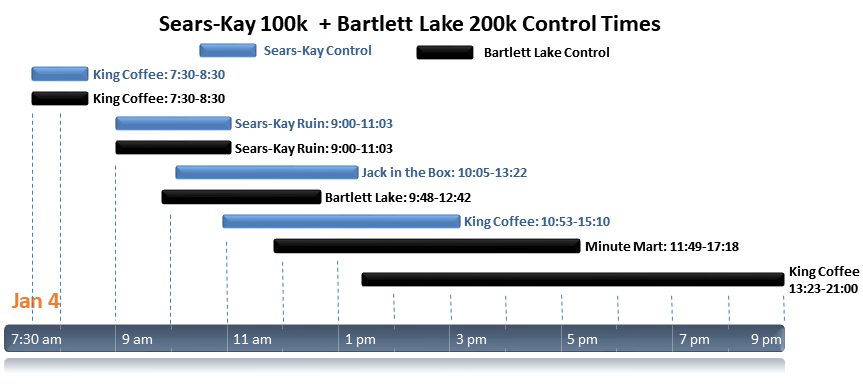 Sears-Kay 100k + Bartlett Lake 200k Control Times
Sears-Kay Control
Bartlett Lake Control
King Coffee: 7:30-8:30
King Coffee: 7:30-8:30
Sears-Kay Ruin: 9:00-11:03
Sears-Kay Ruin: 9:00-11:03
Jack in the Box: 10:05-13:22
Bartlett Lake: 9:48-12:42
King Coffee: 10:53-15:10
Minute Mart: 11:49-17:18
King Coffee
13:23-21:00
Jan 4
7:30 am 9 am 11 am 1 pm 3 pm 5 pm 7 pm 9 pm